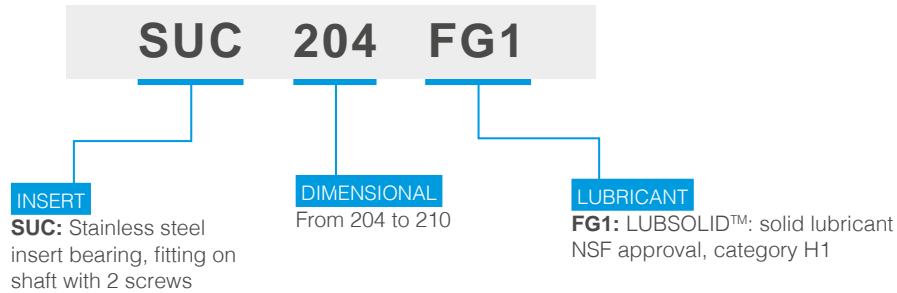 SUC 204 FG1
INSERT
SUC: Stainless steel
insert bearing, fitting on
shaft with 2 screws
DIMENSIONAL
From 204 to 210
LUBRICANT
FG1: LUBSOLID™: solid lubricant
NSF approval, category H1